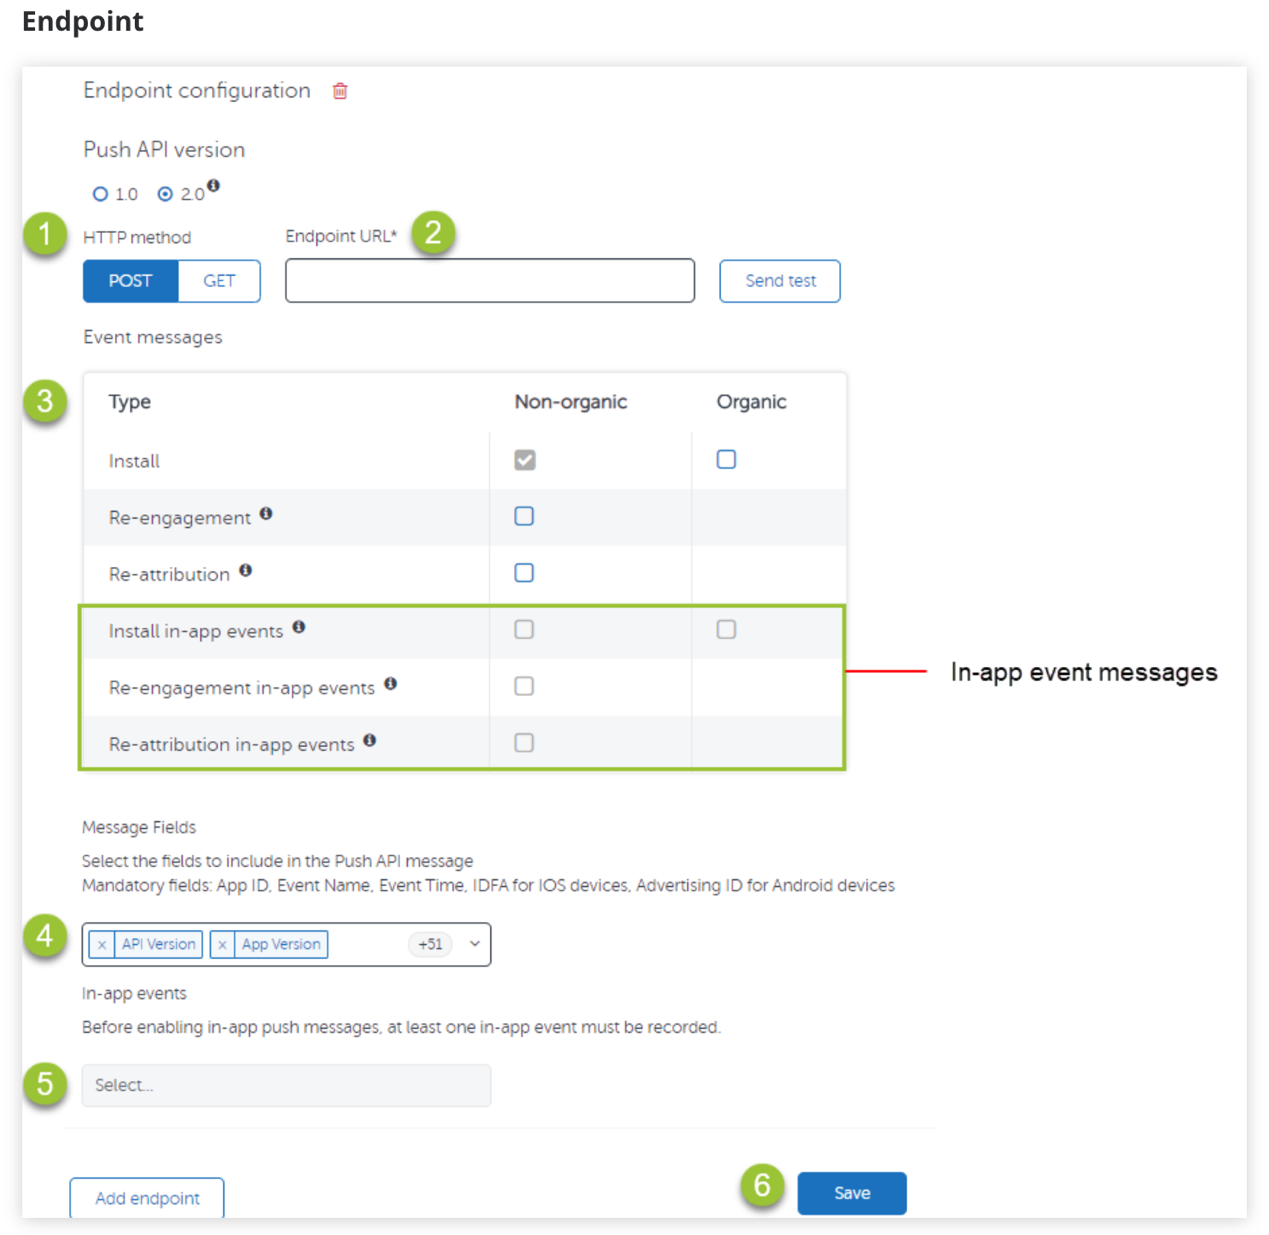 Endpoint
Endpoint configuration
Push API version
1.0 2.0
1 HTTP method Endpoint URL* 2
POST GET Send test
Event messages
3 Type Non-organic Organic
Install
Re-engagement
Re-attribution
Install in-app events
Re-engagement in-app events
Re-attribution in-app events
In-app event messages
Message Fields
Select the fields to include in the Push API message
Mandatory fields: App ID, Event Name, Event Time, IDFA for IOS devices, Advertising ID for Android devices
4 × API Version × App Version +51
In-app events
Before enabling in-app push messages, at least one in-app event must be recorded.
5 Select...
Add endpoint 6 Save